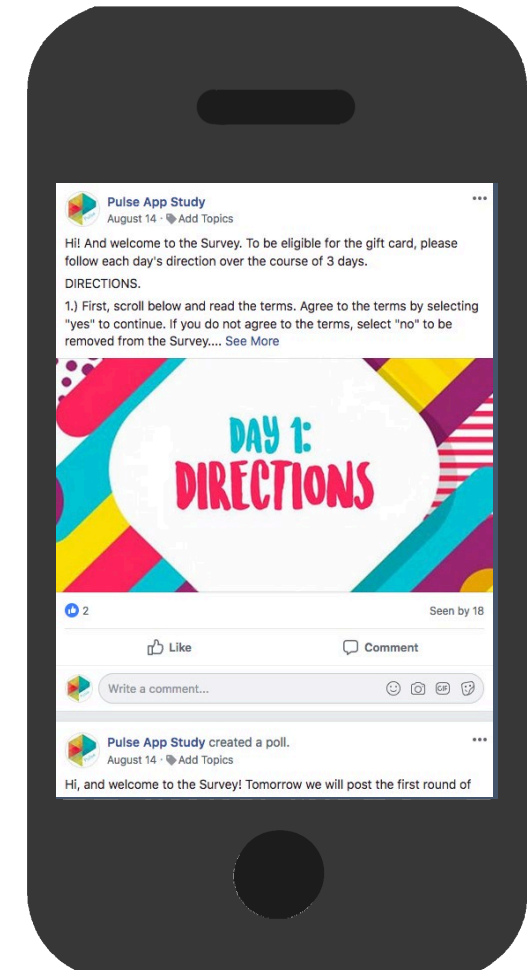 Pulse App Study
August 14 · Add Topics
Hi! And welcome to the Survey. To be eligible for the gift card, please
follow each day's direction over the course of 3 days.
DIRECTIONS.
1.) First, scroll below and read the terms. Agree to the terms by selecting
"yes" to continue. If you do not agree to the terms, select "no" to be
removed from the Survey.... See More
DAY 1:
DIRECTIONS
2
Seen by 18
Like
Comment
Write a comment...
GIF
Pulse App Study created a poll.
August 14 · Add Topics
Hi, and welcome to the Survey! Tomorrow we will post the first round of